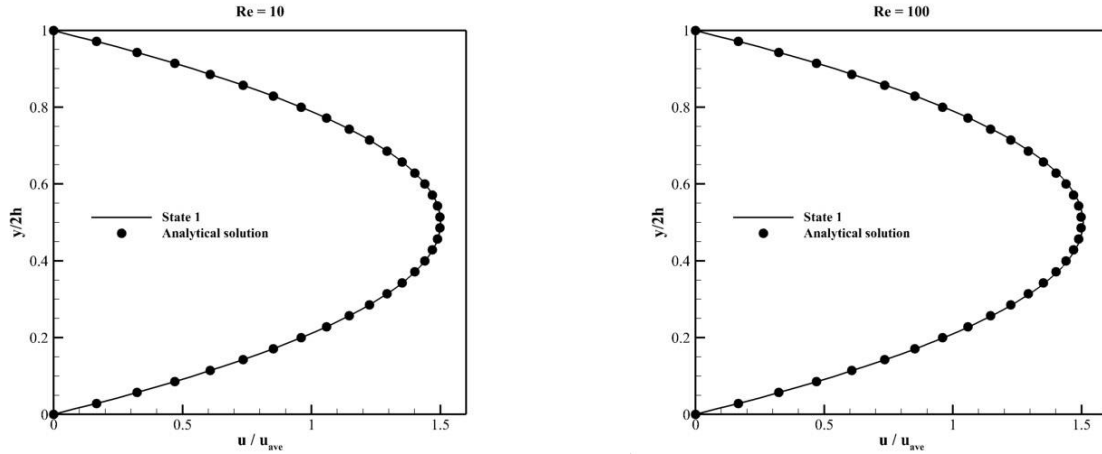 Re = 10
1
0.8
0.6
0.4
0.2
0
y/2h
State 1
Analytical solution
0
0.5
1
1.5
u / u_ave
Re = 100
1
0.8
0.6
0.4
0.2
0
y/2h
State 1
Analytical solution
0
0.5
1
1.5
u / u_ave